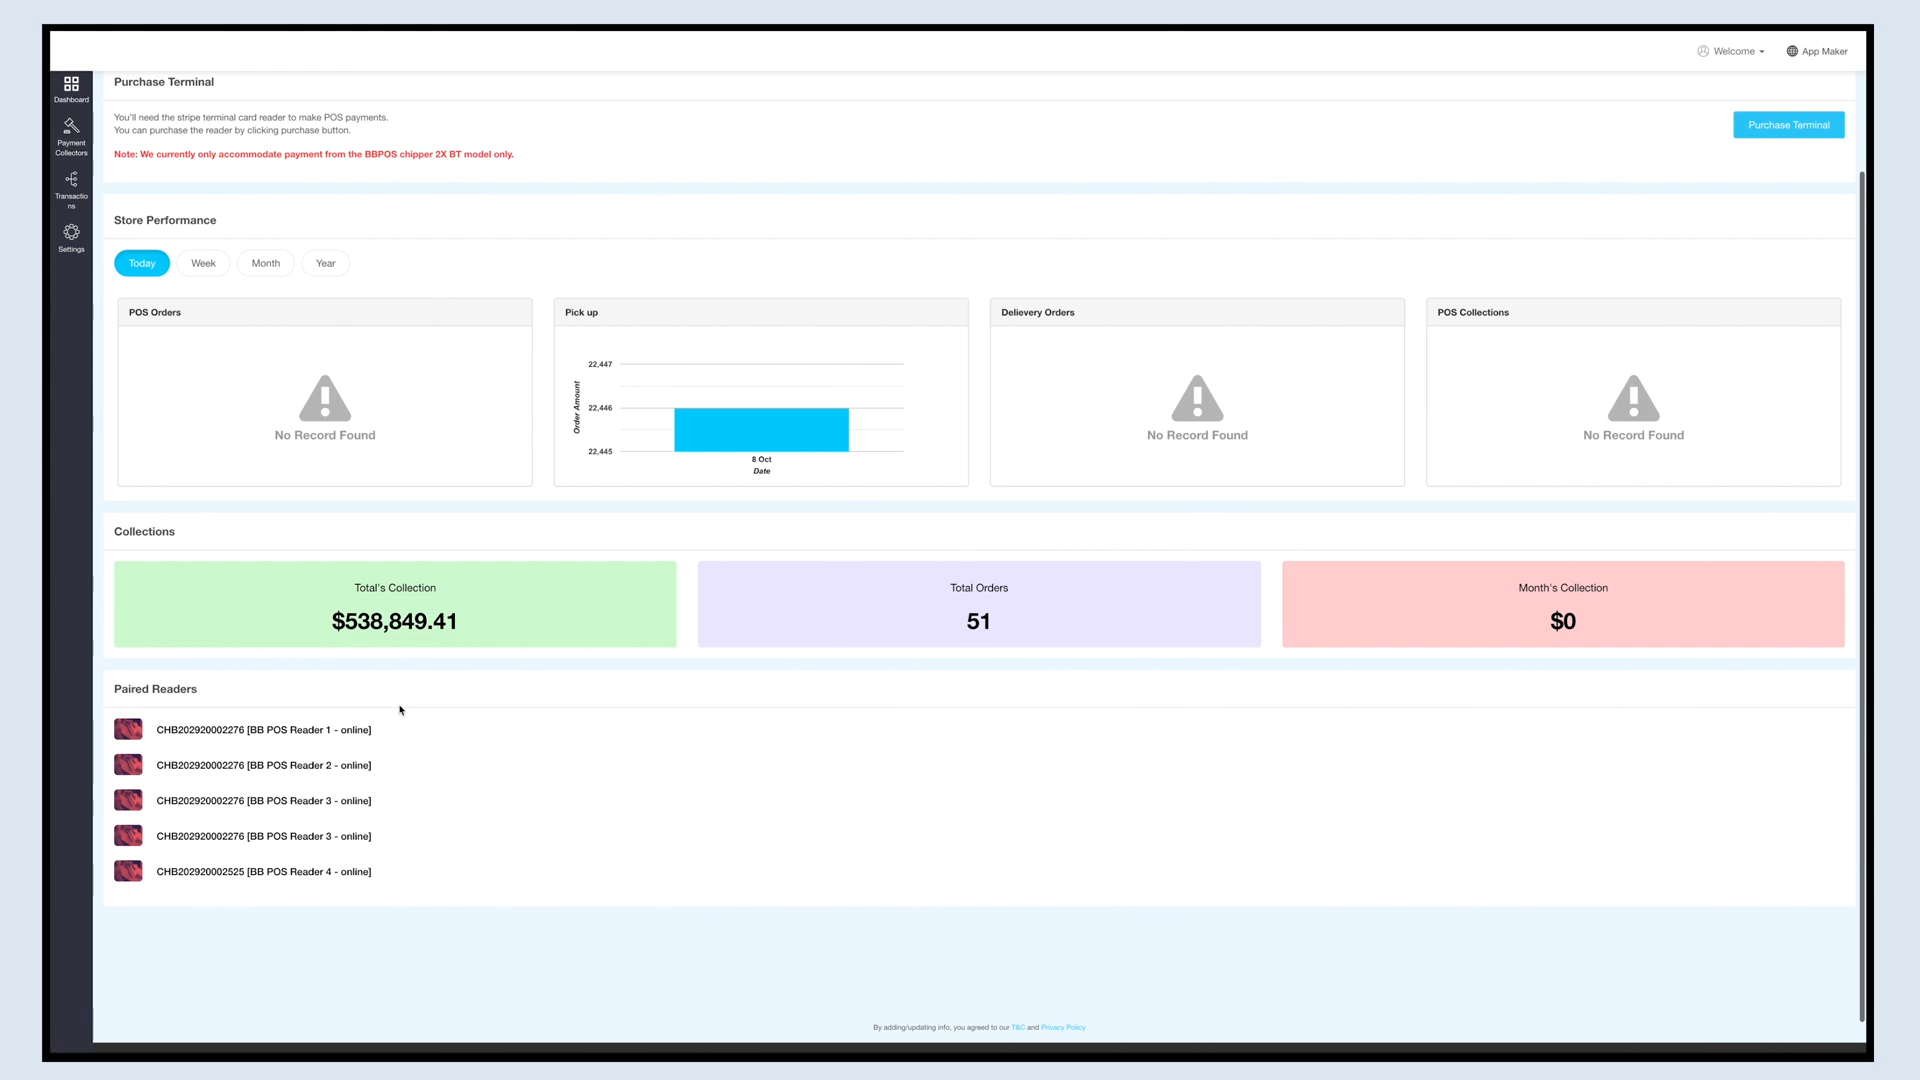 Welcome
App Maker
Dashboard
Payment
Collectors
Transactio
ns
Settings
Purchase Terminal
You'll need the stripe terminal card reader to make POS payments.
You can purchase the reader by clicking purchase button.
Purchase Terminal
Note: We currently only accommodate payment from the BBPOS chipper 2X BT model only.
Store Performance
Today
Week
Month
Year
POS Orders
No Record Found
Pick up
22,447
22,446
22,445
Order Amount
8 Oct
Date
Delievery Orders
No Record Found
POS Collections
No Record Found
Collections
Total's Collection
$538,849.41
Total Orders
51
Month's Collection
$0
Paired Readers
CHB202920002276 [BB POS Reader 1 - online]
CHB202920002276 [BB POS Reader 2 - online]
CHB202920002276 [BB POS Reader 3 - online]
CHB202920002276 [BB POS Reader 3 - online]
CHB202920002525 [BB POS Reader 4 - online]
By adding/updating info, you agreed to our T&C and Privacy Policy